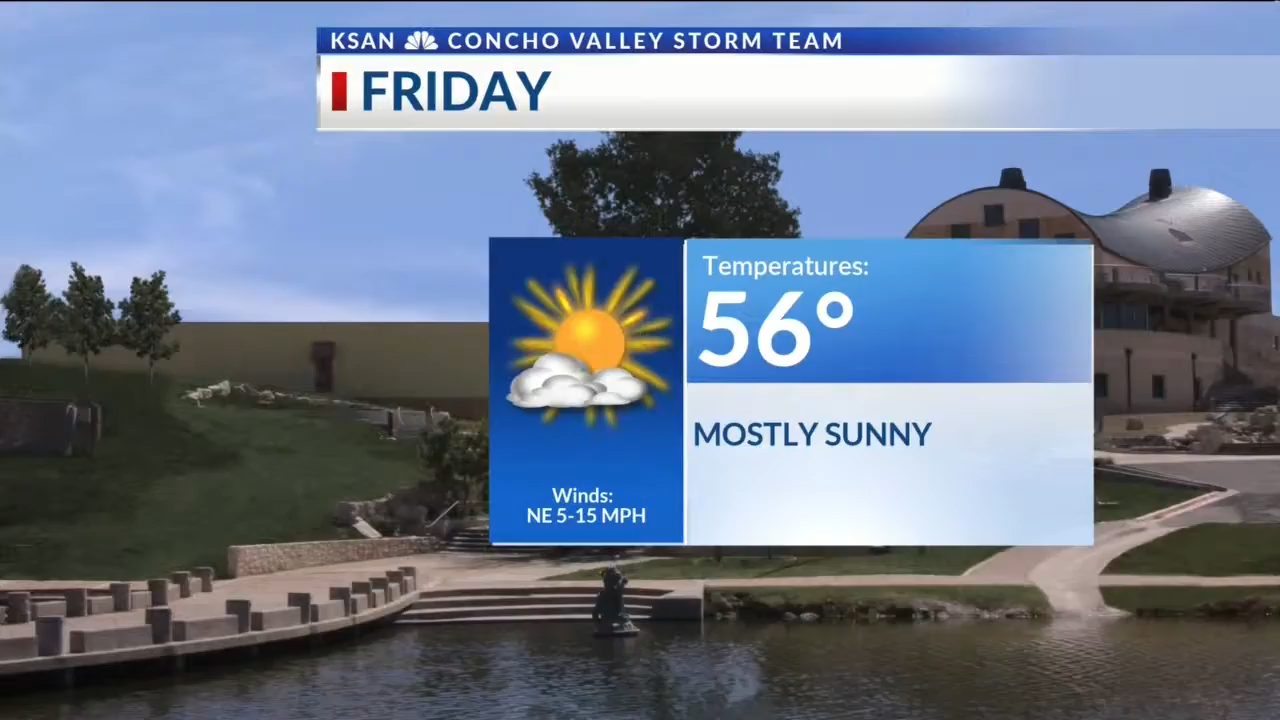 KSAN CONCHO VALLEY STORM TEAM
FRIDAY
Temperatures:
56°
MOSTLY SUNNY
Winds:
NE 5-15 MPH